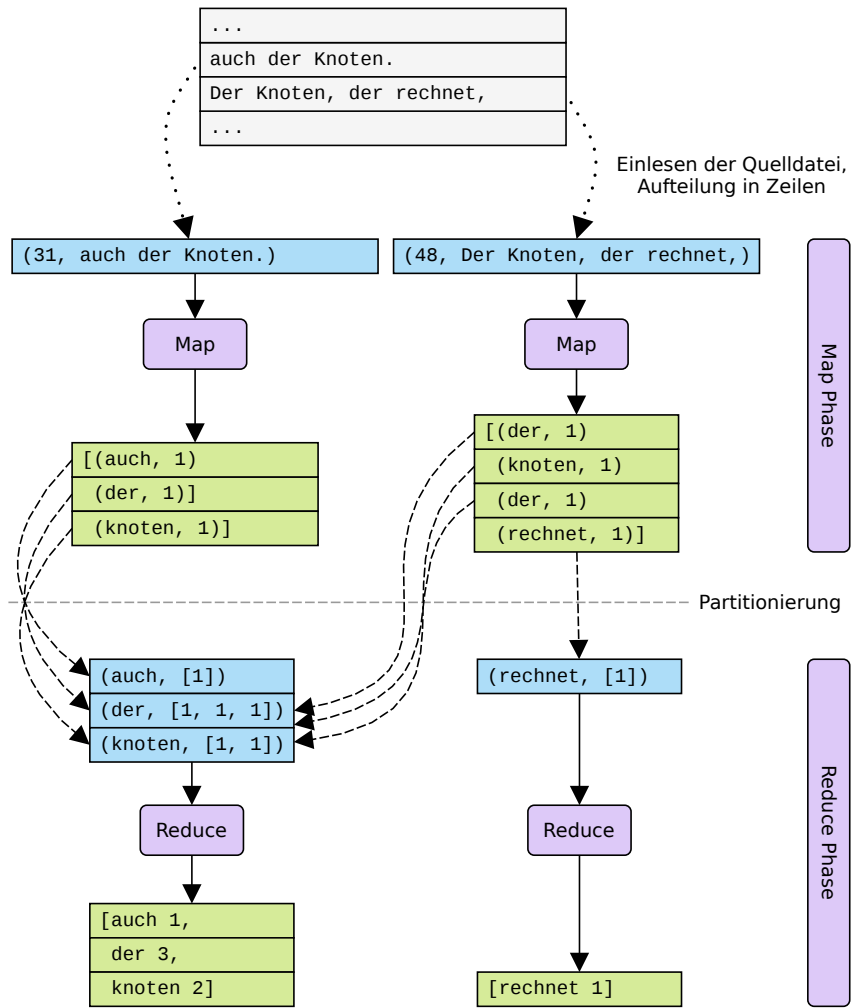 ...
auch der Knoten.
Der Knoten, der rechnet,
...
Einlesen der Quelldatei,
Aufteilung in Zeilen
(31, auch der Knoten.)
(48, Der Knoten, der rechnet,)
Map
Map
Map Phase
[(auch, 1)
(der, 1)]
(knoten, 1)]
[(der, 1)
(knoten, 1)
(der, 1)
(rechnet, 1)]
Partitionierung
(auch, [1])
(der, [1, 1, 1])
(knoten, [1, 1])
(rechnet, [1])
Reduce
Reduce
Reduce Phase
[auch 1,
der 3,
knoten 2]
[rechnet 1]